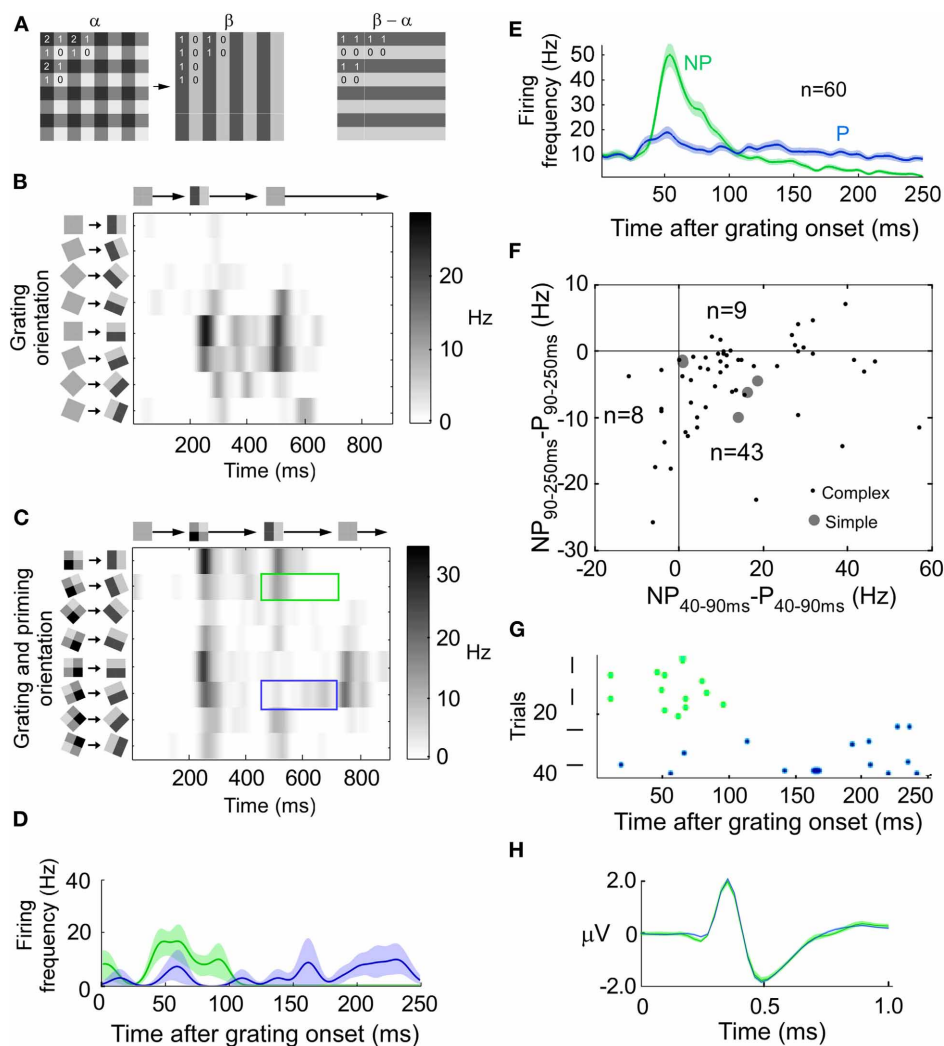 A
α
β
β – α
2 1 2 1
1 0 1 0
2 1
1 0
1 0 1 0
1 0 1 0
1 0
1 0
1 1 1 1
0 0 0 0
1 1
0 0
B
Grating
orientation
200 400 600 800
Time (ms)
20
10
0
Hz
C
Grating and priming
orientation
200 400 600 800
Time (ms)
30
20
10
0
Hz
D
Firing
frequency (Hz)
40
20
0
0 50 100 150 200 250
Time after grating onset (ms)
E
Firing
frequency (Hz)
50
40
30
20
10
NP
n=60
P
50 100 150 200 250
Time after grating onset (ms)
F
NP90-250ms-P90-250ms (Hz)
10
0
-10
-20
-30
n=9
n=8
n=43
Complex
Simple
-20 0 20 40 60
NP40-90ms-P40-90ms (Hz)
G
Trials
20
40
50 100 150 200 250
Time after grating onset (ms)
H
μV
2.0
0
-2.0
0 0.5 1.0
Time (ms)